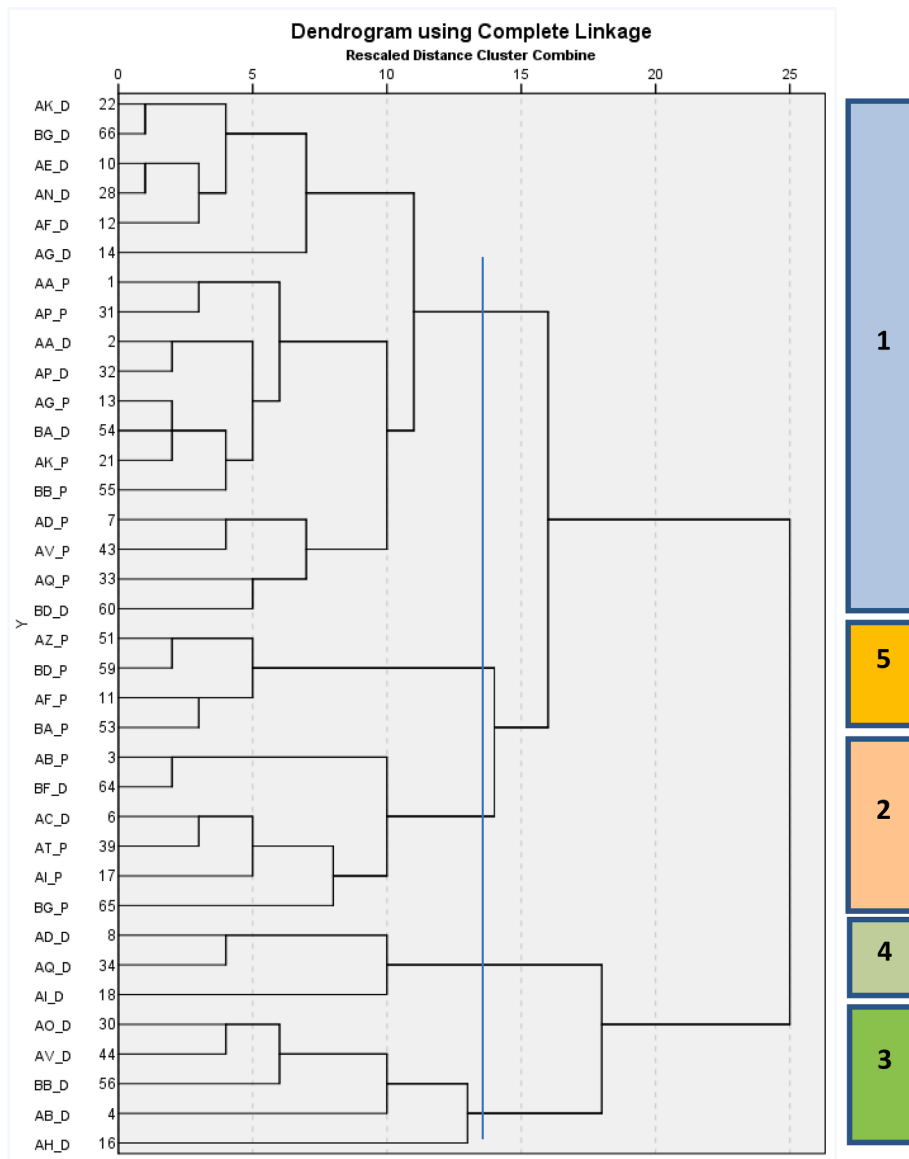 Dendrogram using Complete Linkage
Rescaled Distance Cluster Combine
0 5 10 15 20 25
AK_D 22
BG_D 66
AE_D 10
AN_D 28
AF_D 12
AG_D 14
AA_P 1
AP_P 31
1
AA_D 2
AP_D 32
AG_P 13
BA_D 54
AK_P 21
BB_P 55
AD_P 7
AV_P 43
AQ_P 33
BD_D 60
Y
AZ_P 51
5
BD_P 59
AF_P 11
BA_P 53
AB_P 3
BF_D 64
2
AC_D 6
AT_P 39
AI_P 17
BG_P 65
AD_D 8
4
AQ_D 34
AI_D 18
AO_D 30
AV_D 44
3
BB_D 56
AB_D 4
AH_D 16